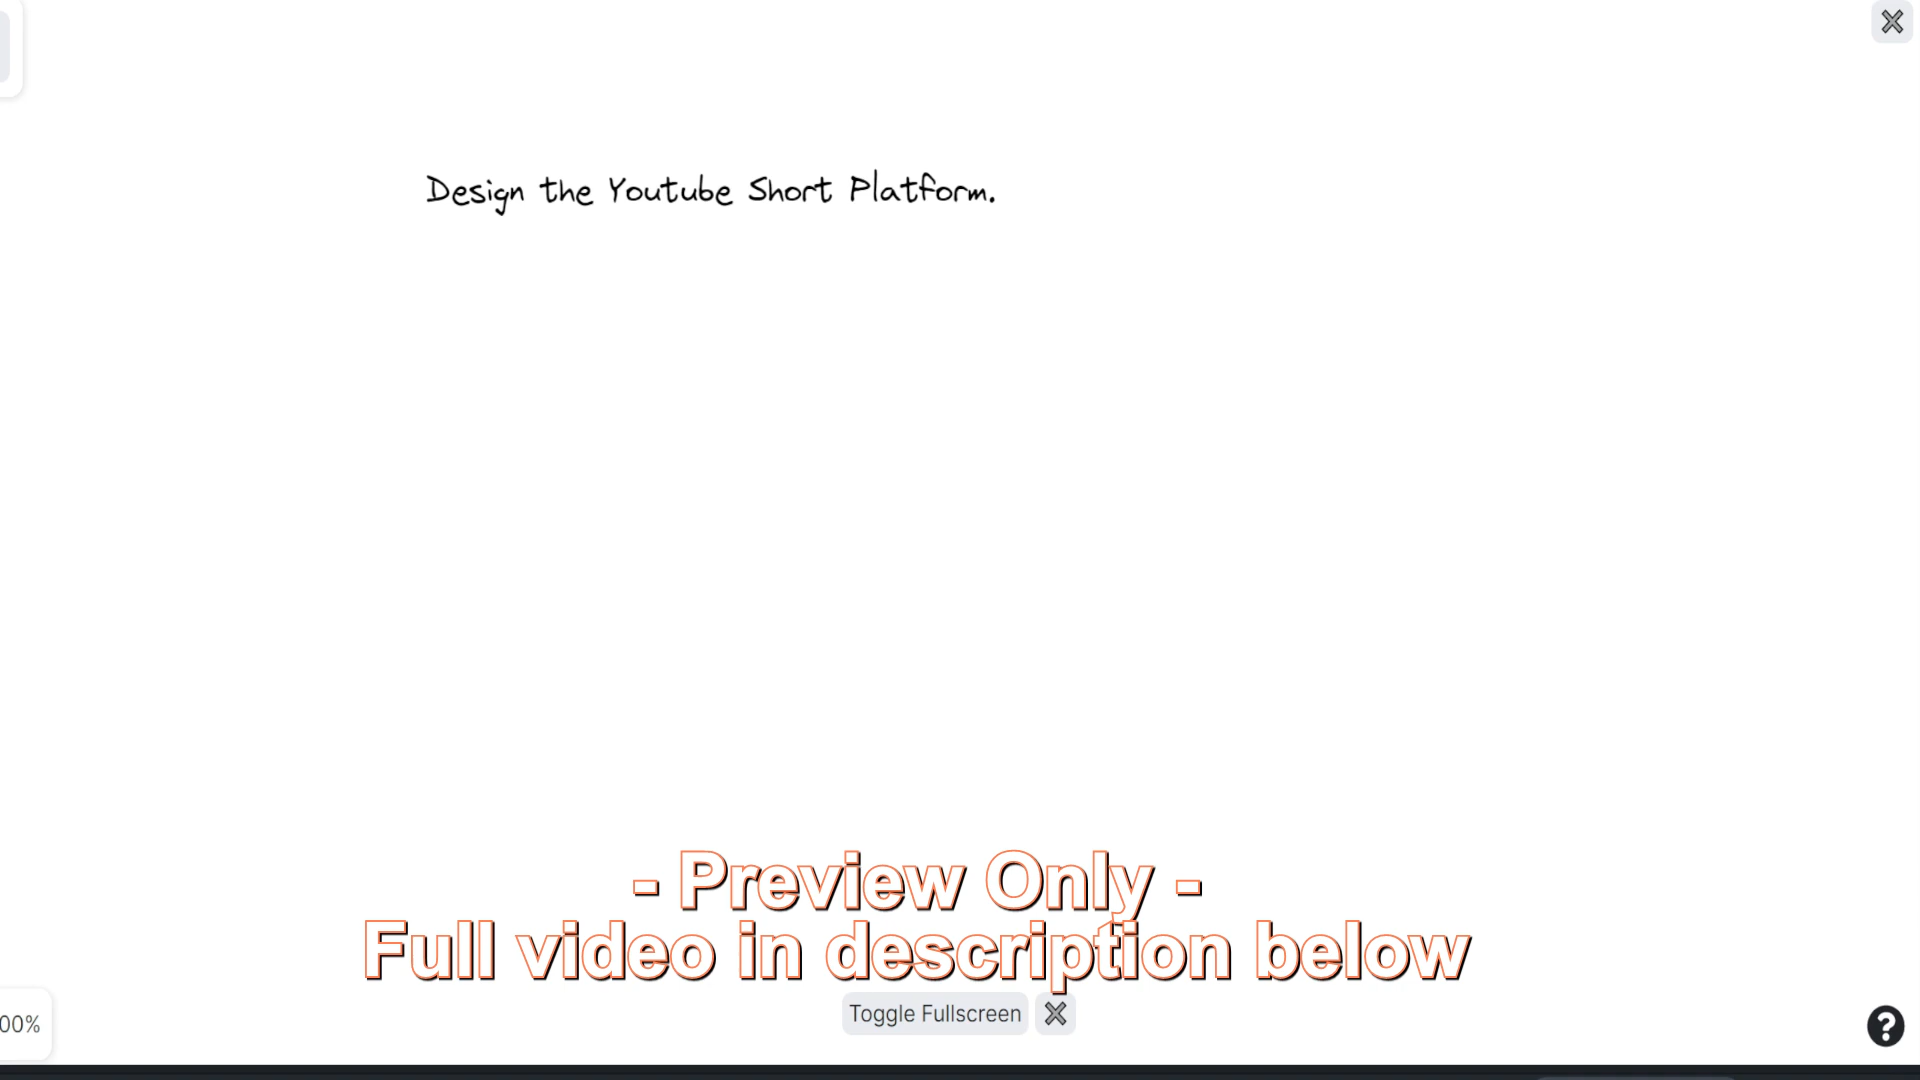 Design the Youtube Short Platform.
- Preview Only -
Full video in description below
Toggle Fullscreen
00%